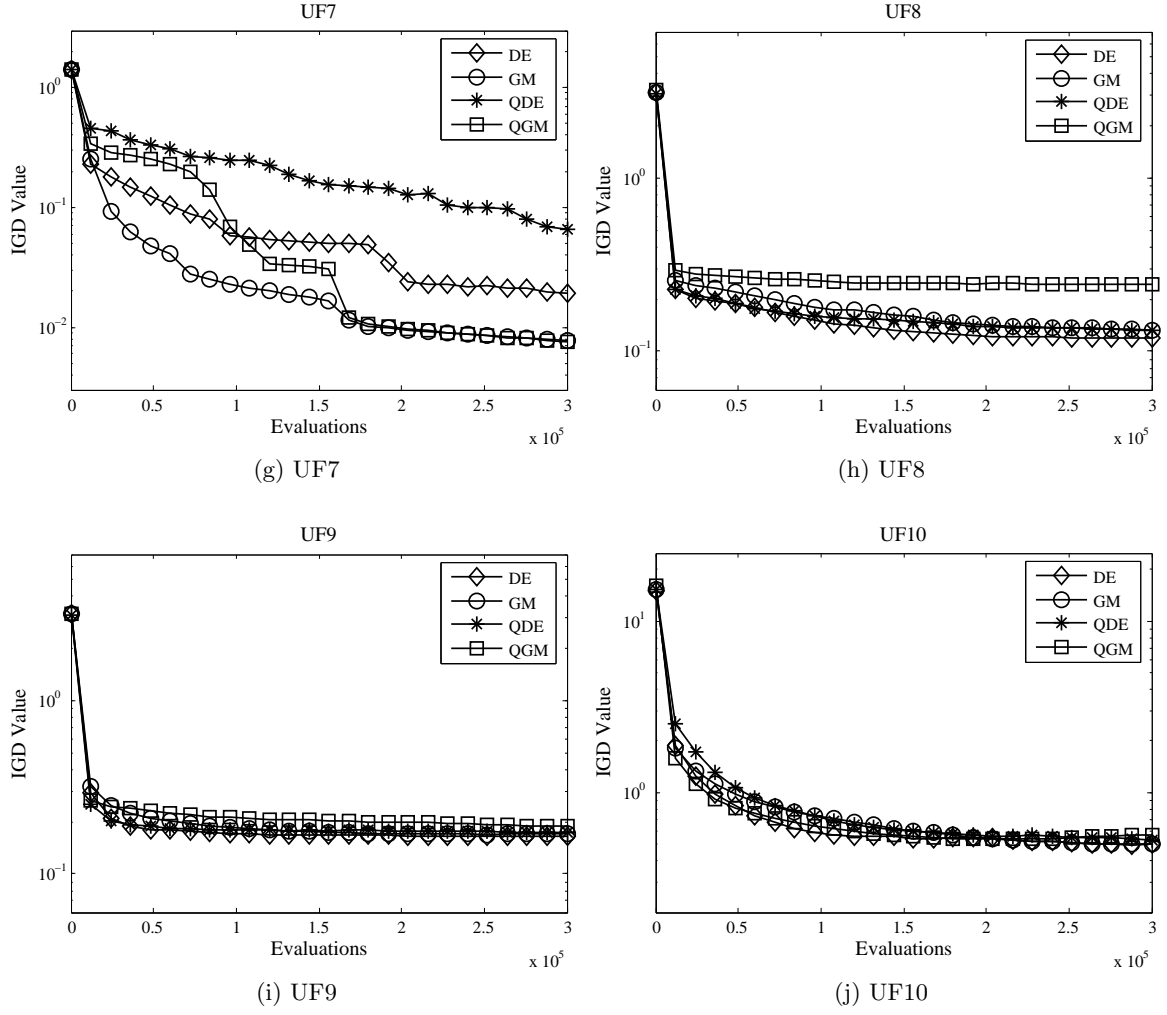 UF7
10^0
10^-1
10^-2
IGD Value
DE
GM
QDE
QGM
0 0.5 1 1.5 2 2.5 3
Evaluations
x 10^5
(g) UF7
UF8
10^0
10^-1
IGD Value
DE
GM
QDE
QGM
0 0.5 1 1.5 2 2.5 3
Evaluations
x 10^5
(h) UF8
UF9
10^0
10^-1
IGD Value
DE
GM
QDE
QGM
0 0.5 1 1.5 2 2.5 3
Evaluations
x 10^5
(i) UF9
UF10
10^1
10^0
IGD Value
DE
GM
QDE
QGM
0 0.5 1 1.5 2 2.5 3
Evaluations
x 10^5
(j) UF10